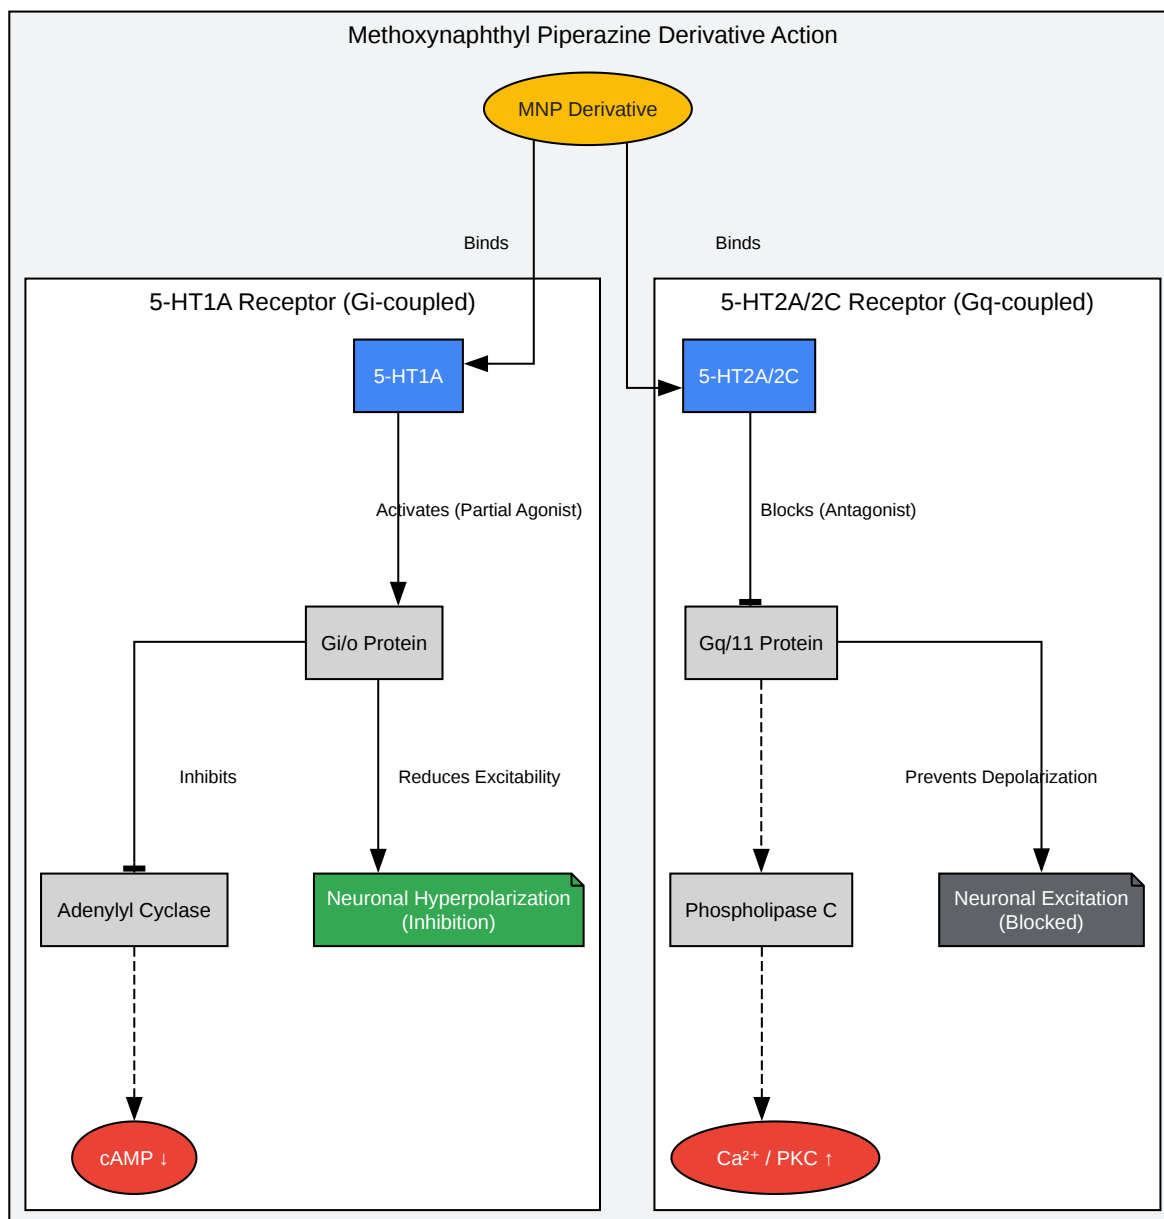 Methoxynaphthyl Piperazine Derivative Action
MNP Derivative
Binds
Binds
5-HT1A Receptor (Gi-coupled)
5-HT2A/2C Receptor (Gq-coupled)
5-HT1A
5-HT2A/2C
Activates (Partial Agonist)
Blocks (Antagonist)
Gi/o Protein
Gq/11 Protein
Inhibits
Reduces Excitability
Prevents Depolarization
Adenylyl Cyclase
Neuronal Hyperpolarization
(Inhibition)
Phospholipase C
Neuronal Excitation
(Blocked)
cAMP ↓
Ca²⁺ / PKC ↑